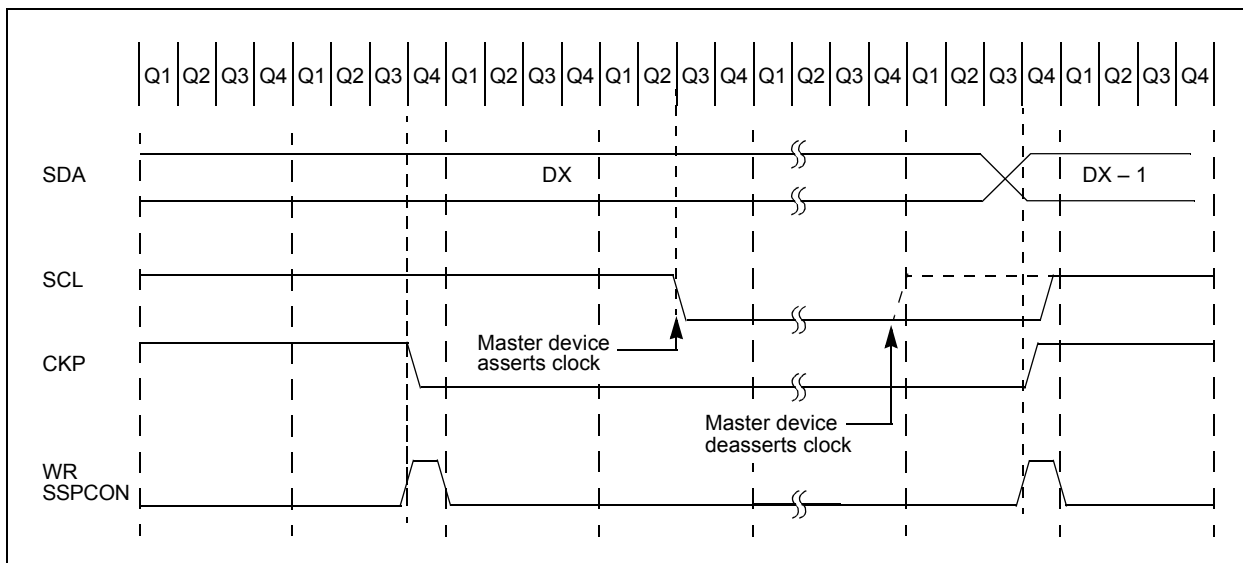 Q1 Q2 Q3 Q4 Q1 Q2 Q3 Q4 Q1 Q2 Q3 Q4 Q1 Q2 Q3 Q4 Q1 Q2 Q3 Q4 Q1 Q2 Q3 Q4 Q1 Q2 Q3 Q4
SDA
DX
DX – 1
SCL
Master device
asserts clock
CKP
Master device
deasserts clock
WR
SSPCON